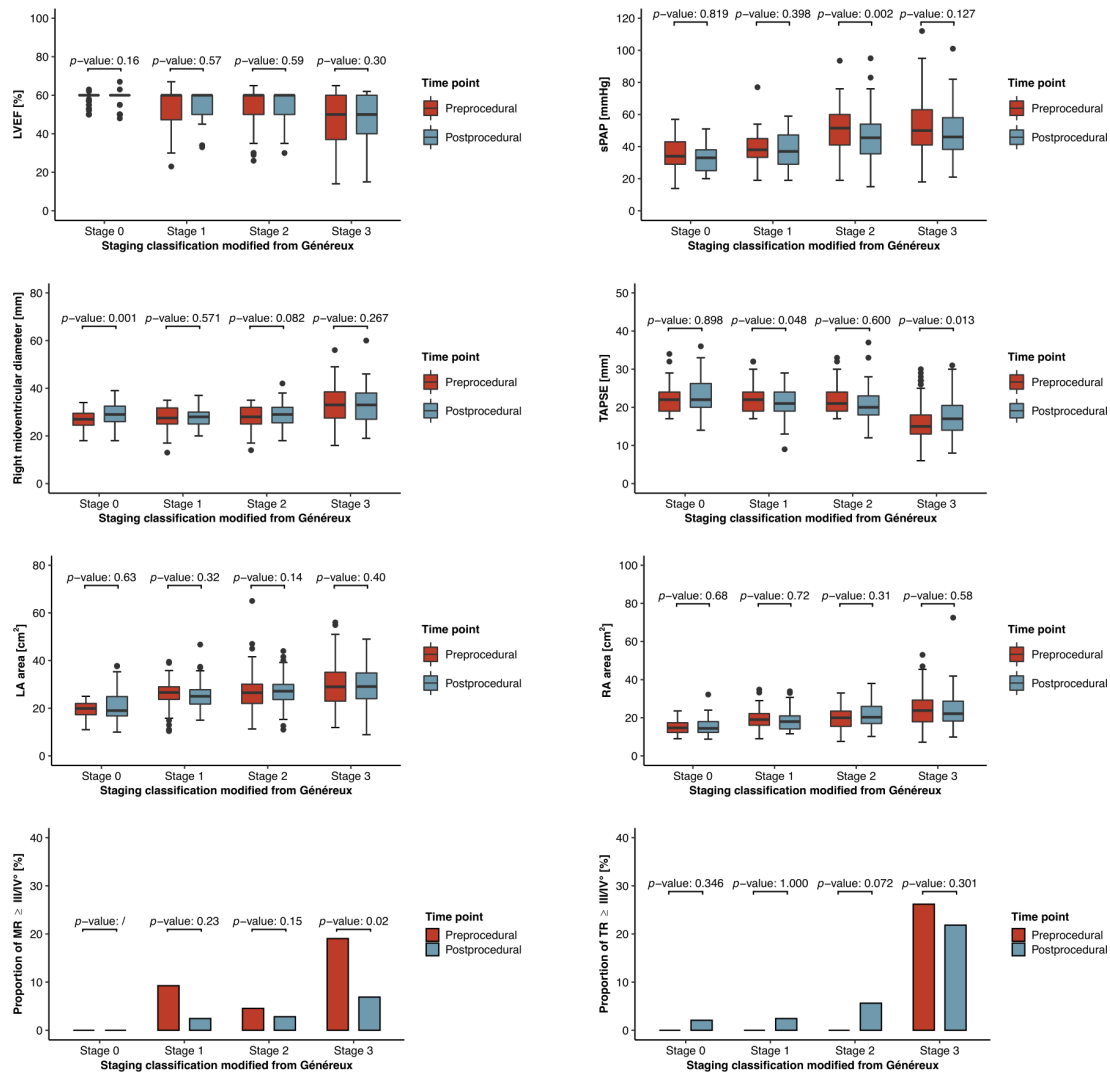 100
p-value: 0.16 p-value: 0.57 p-value: 0.59 p-value: 0.30
80
60
40
20
0
LVEF [%]
Stage 0 Stage 1 Stage 2 Stage 3
Staging classification modified from Généreux
Time point
Preprocedural
Postprocedural
p-value: 0.819 p-value: 0.398 p-value: 0.002 p-value: 0.127
120
100
80
60
40
20
0
sPAP [mmHg]
Stage 0 Stage 1 Stage 2 Stage 3
Staging classification modified from Généreux
Time point
Preprocedural
Postprocedural
80
p-value: 0.001 p-value: 0.571 p-value: 0.082 p-value: 0.267
60
40
20
0
Right midventricular diameter [mm]
Stage 0 Stage 1 Stage 2 Stage 3
Staging classification modified from Généreux
Time point
Preprocedural
Postprocedural
50
p-value: 0.898 p-value: 0.048 p-value: 0.600 p-value: 0.013
40
30
20
10
0
TAPSE [mm]
Stage 0 Stage 1 Stage 2 Stage 3
Staging classification modified from Généreux
Time point
Preprocedural
Postprocedural
80
p-value: 0.63 p-value: 0.32 p-value: 0.14 p-value: 0.40
60
40
20
0
LA area [cm²]
Stage 0 Stage 1 Stage 2 Stage 3
Staging classification modified from Généreux
Time point
Preprocedural
Postprocedural
100
p-value: 0.68 p-value: 0.72 p-value: 0.31 p-value: 0.58
80
60
40
20
0
RA area [cm²]
Stage 0 Stage 1 Stage 2 Stage 3
Staging classification modified from Généreux
Time point
Preprocedural
Postprocedural
40
30
p-value: / p-value: 0.23 p-value: 0.15 p-value: 0.02
20
10
0
Proportion of MR ≥ III/IV° [%]
Stage 0 Stage 1 Stage 2 Stage 3
Staging classification modified from Généreux
Time point
Preprocedural
Postprocedural
40
p-value: 0.346 p-value: 1.000 p-value: 0.072 p-value: 0.301
30
20
10
0
Proportion of TR ≥ III/IV° [%]
Stage 0 Stage 1 Stage 2 Stage 3
Staging classification modified from Généreux
Time point
Preprocedural
Postprocedural